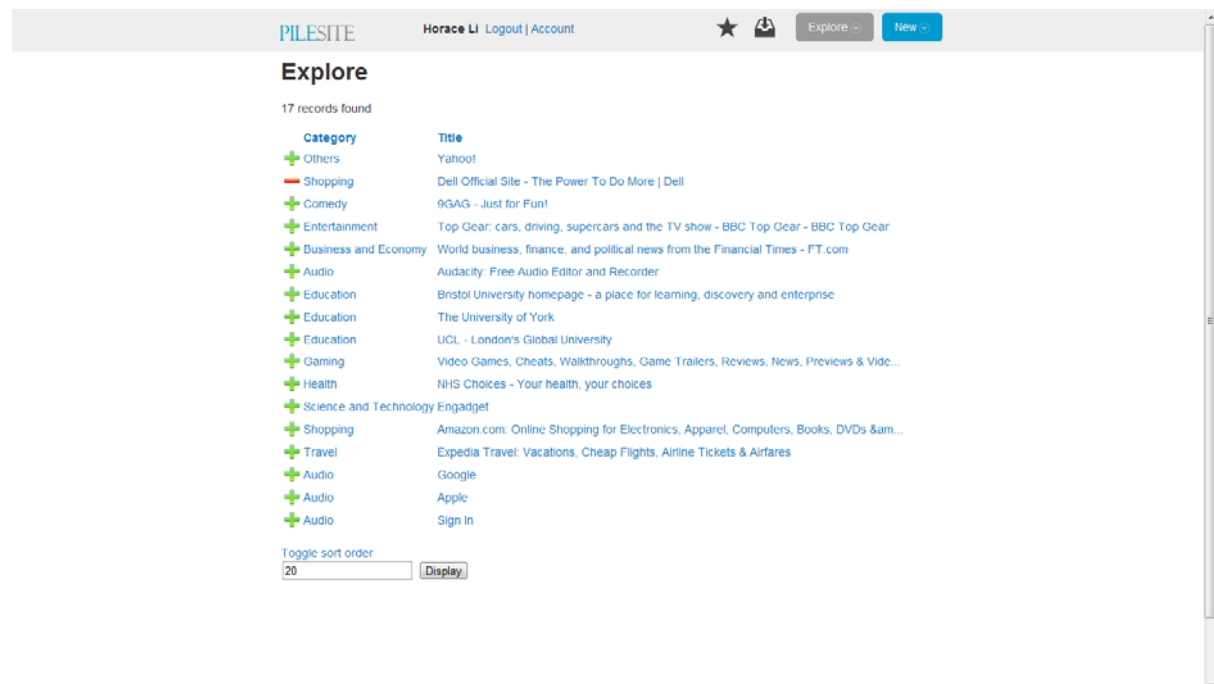 PILESITE Horace Li Logout | Account Explore New
Explore
17 records found
Category Title
Others Yahoo!
Shopping Dell Official Site - The Power To Do More | Dell
Comedy 9GAG - Just for Fun!
Entertainment Top Gear: cars, driving, supercars and the TV show - BBC Top Gear - BBC Top Gear
Business and Economy World business, finance, and political news from the Financial Times - FT.com
Audio Audacity: Free Audio Editor and Recorder
Education Bristol University homepage - a place for learning, discovery and enterprise
Education The University of York
Education UCL - London's Global University
Gaming Video Games, Cheats, Walkthroughs, Game Trailers, Reviews, News, Previews & Vide...
Health NHS Choices - Your health, your choices
Science and Technology Engadget
Shopping Amazon.com: Online Shopping for Electronics, Apparel, Computers, Books, DVDs &am...
Travel Expedia Travel: Vacations, Cheap Flights, Airline Tickets & Airfares
Audio Google
Audio Apple
Audio Sign In
Toggle sort order
20 Display